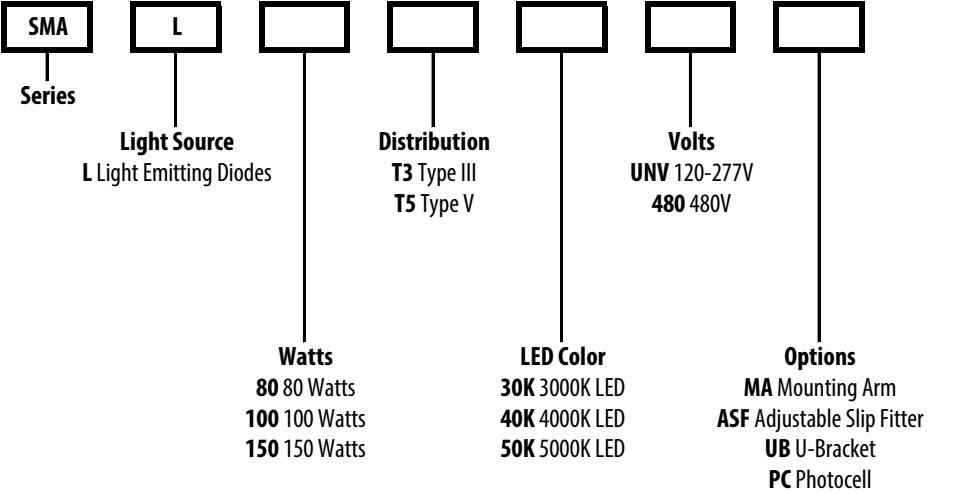 SMA
L
Series
Light Source
L Light Emitting Diodes
Distribution
T3 Type III
T5 Type V
Volts
UNV 120-277V
480 480V
Watts
80 80 Watts
100 100 Watts
150 150 Watts
LED Color
30K 3000K LED
40K 4000K LED
50K 5000K LED
Options
MA Mounting Arm
ASF Adjustable Slip Fitter
UB U-Bracket
PC Photocell